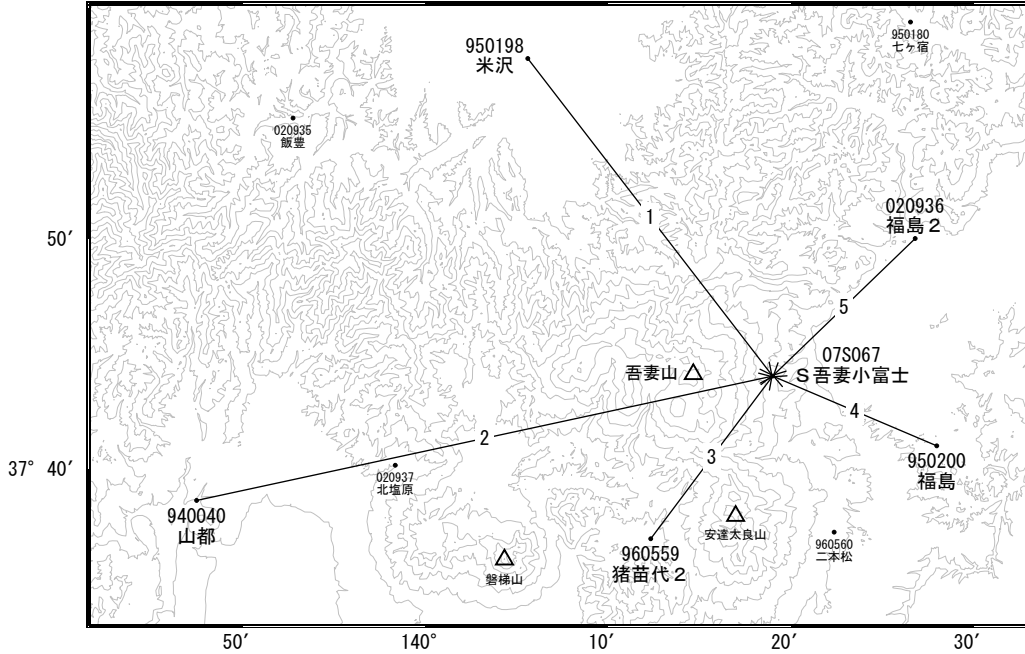 950180
七ヶ宿
950198
米沢
020935
飯豊
1
020936
福島２
50′
5
07S067
Ｓ吾妻小富士
吾妻山
4
2
3
37° 40′
020937
北塩原
950200
福島
940040
山都
安達太良山
960559
猪苗代２
960560
二本松
磐梯山
50′
140°
10′
20′
30′